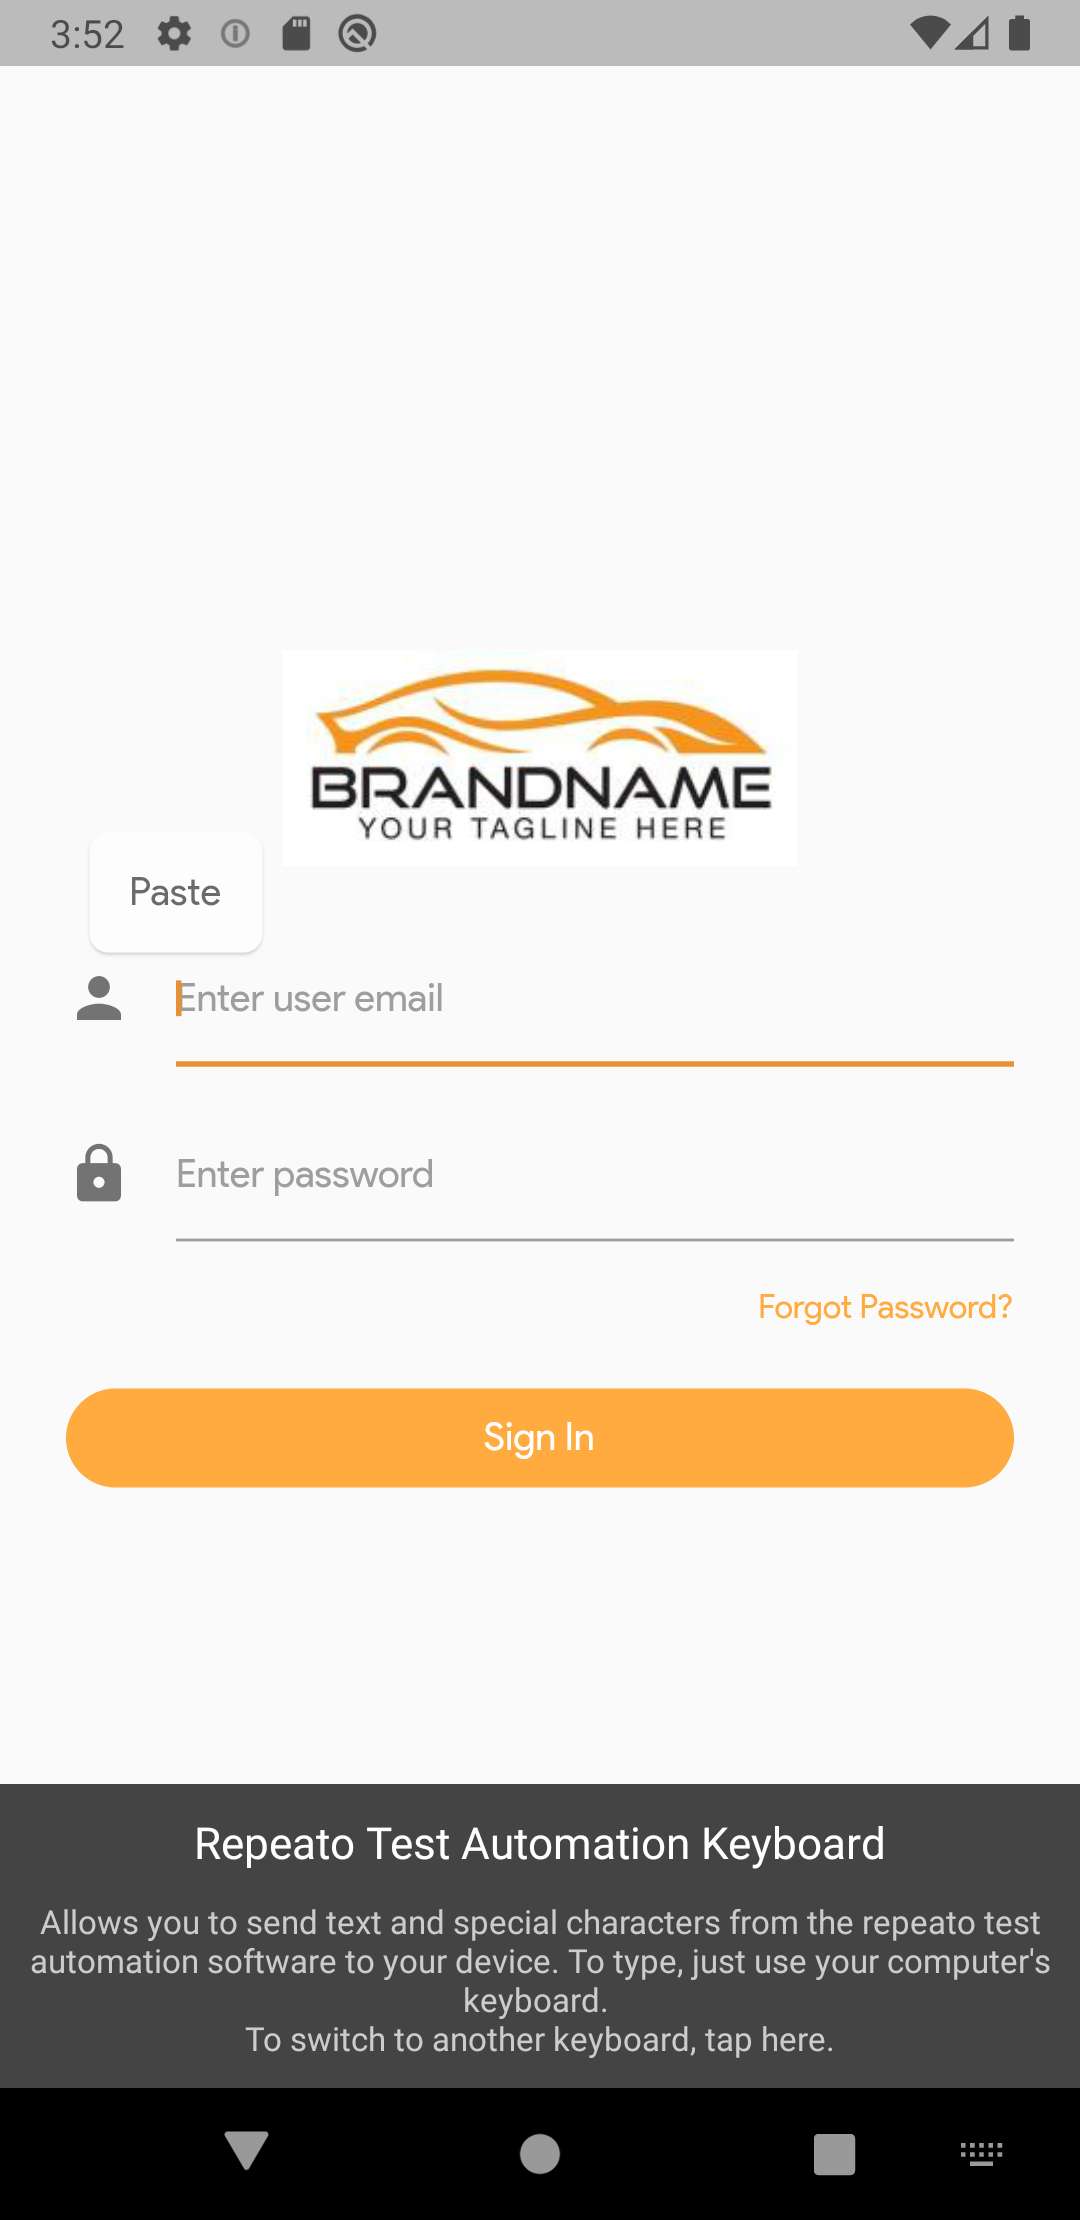 3:52
BRANDNAME
YOUR TAGLINE HERE
Paste
Enter user email
Enter password
Forgot Password?
Sign In
Repeato Test Automation Keyboard
Allows you to send text and special characters from the repeato test
automation software to your device. To type, just use your computer's
keyboard.
To switch to another keyboard, tap here.